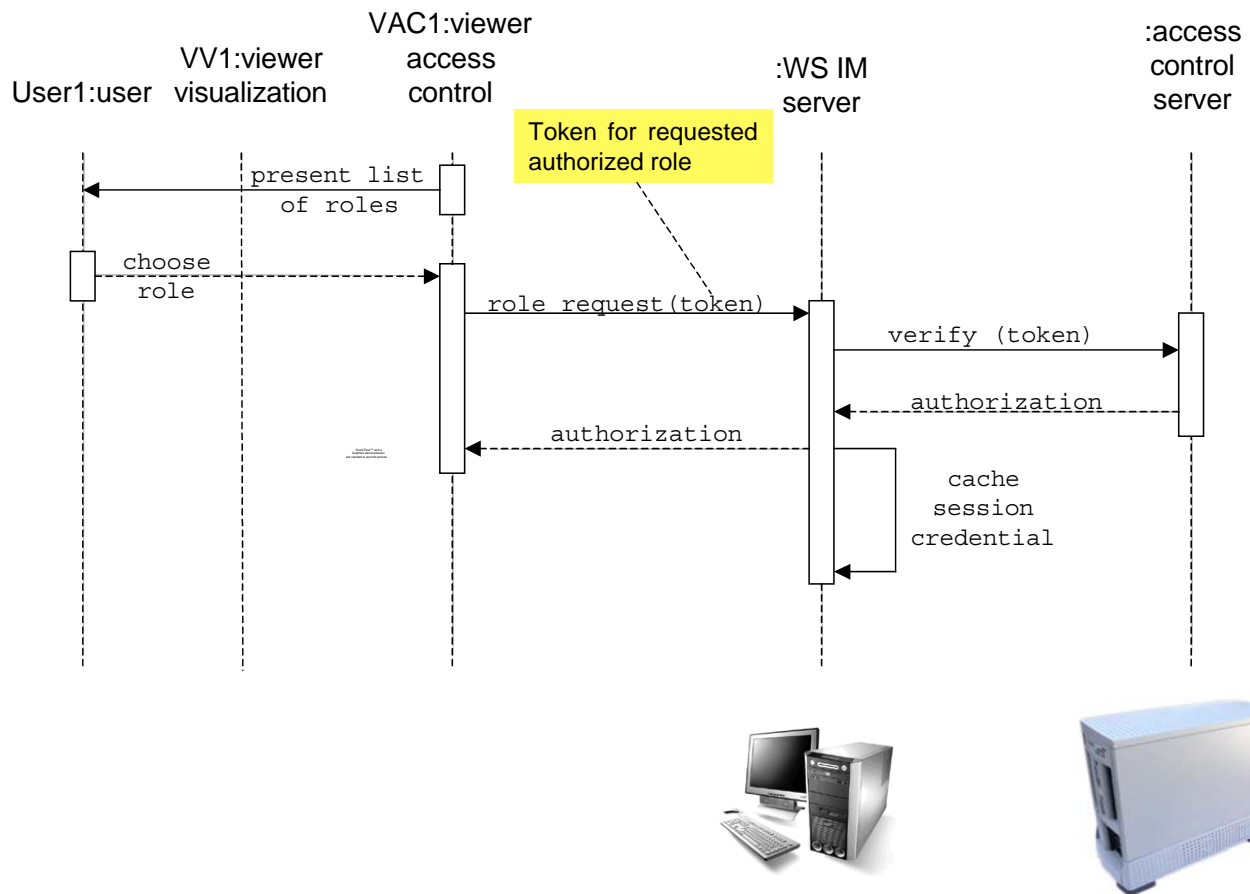 User1:user
VV1:viewer
visualization
VAC1:viewer
access
control
:WS IM
server
:access
control
server
Token for requested
authorized role
present list
of roles
choose
role
role request(token)
verify (token)
authorization
authorization
cache
session
credential